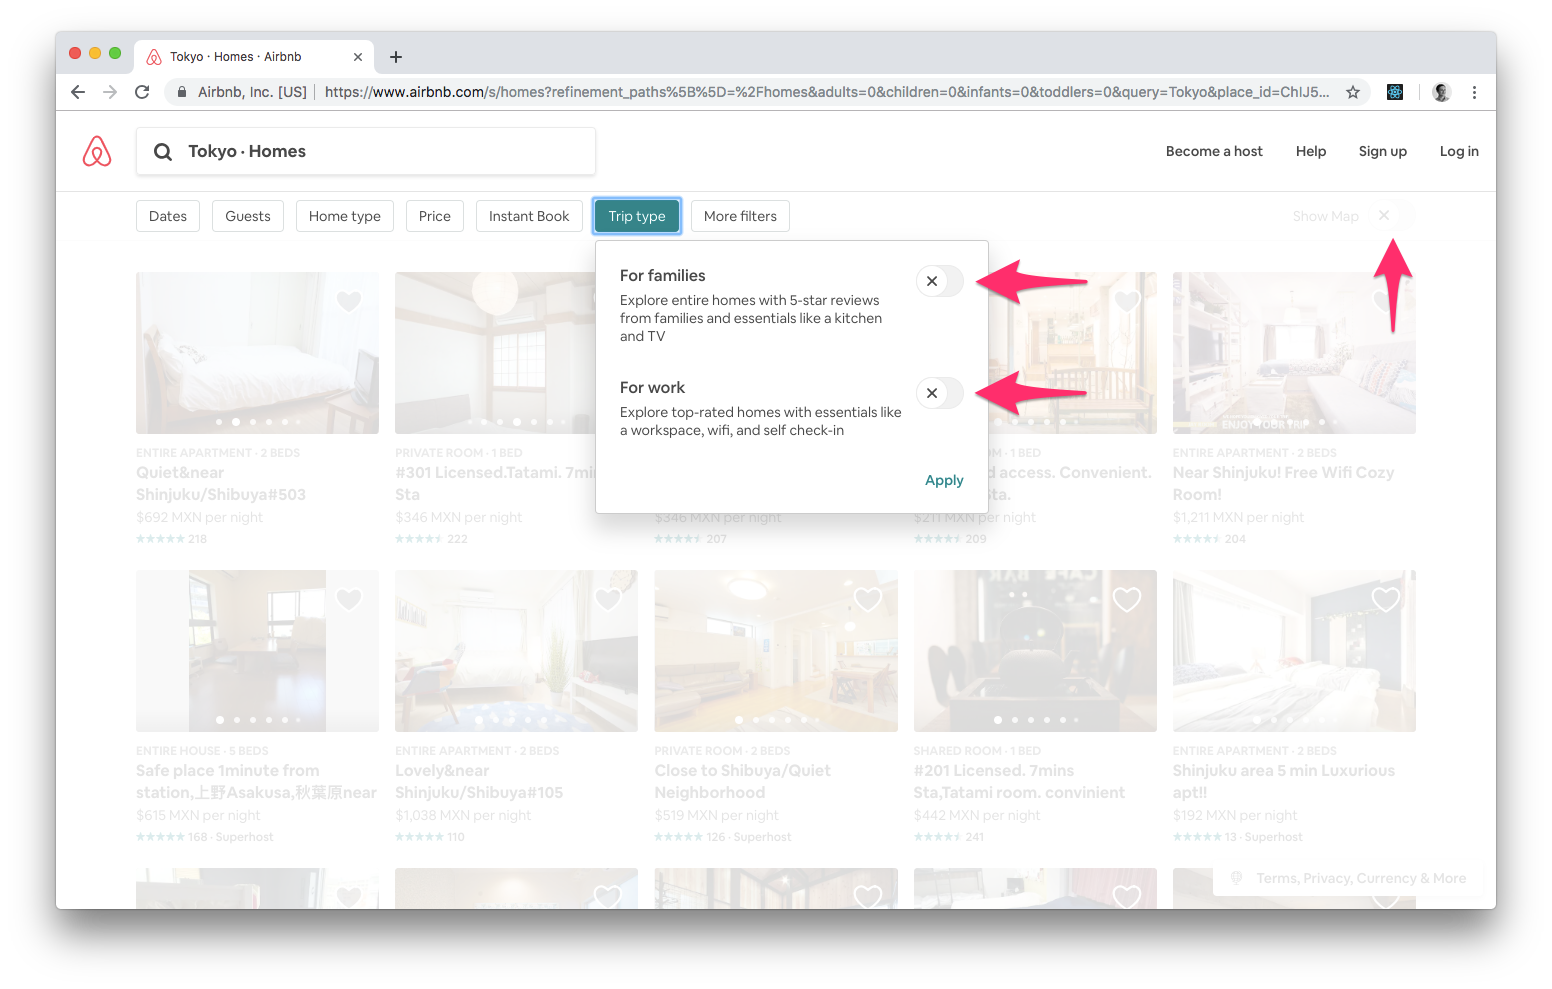 Tokyo · Homes · Airbnb
Airbnb, Inc. [US]
https://www.airbnb.com/s/homes?refinement_paths%5B%5D=%2Fhomes&adults=0&children=0&infants=0&toddlers=0&query=Tokyo&place_id=ChIJ5...
Tokyo · Homes
Become a host
Help
Sign up
Log in
Dates
Guests
Home type
Price
Instant Book
Trip type
More filters
Show Map
For families
Explore entire homes with 5-star reviews
from families and essentials like a kitchen
and TV
For work
Explore top-rated homes with essentials like
a workspace, wifi, and self check-in
Apply
ENTIRE APARTMENT · 2 BEDS
Quiet&near
Shinjuku/Shibuya#503
$692 MXN per night
218
PRIVATE ROOM · 1 BED
#301 Licensed.Tatami.
Sta
$346 MXN per night
222
$346 MXN per night
207
1 BED
access. Convenient.
Sta.
$211 MXN per night
209
ENJOY YOUR TRIP
ENTIRE APARTMENT · 2 BEDS
Near Shinjuku! Free Wifi Cozy
Room!
$1,211 MXN per night
204
ENTIRE HOUSE · 5 BEDS
Safe place 1minute from
station,上野Asakusa,秋葉原near
$615 MXN per night
168 · Superhost
ENTIRE APARTMENT · 2 BEDS
Lovely&near
Shinjuku/Shibuya#105
$1,038 MXN per night
110
PRIVATE ROOM · 2 BEDS
Close to Shibuya/Quiet
Neighborhood
$519 MXN per night
126 · Superhost
SHARED ROOM · 1 BED
#201 Licensed. 7mins
Sta,Tatami room. convinient
$442 MXN per night
241
ENTIRE APARTMENT · 2 BEDS
Shinjuku area 5 min Luxurious
apt!!
$192 MXN per night
13 · Superhost
Terms, Privacy, Currency & More